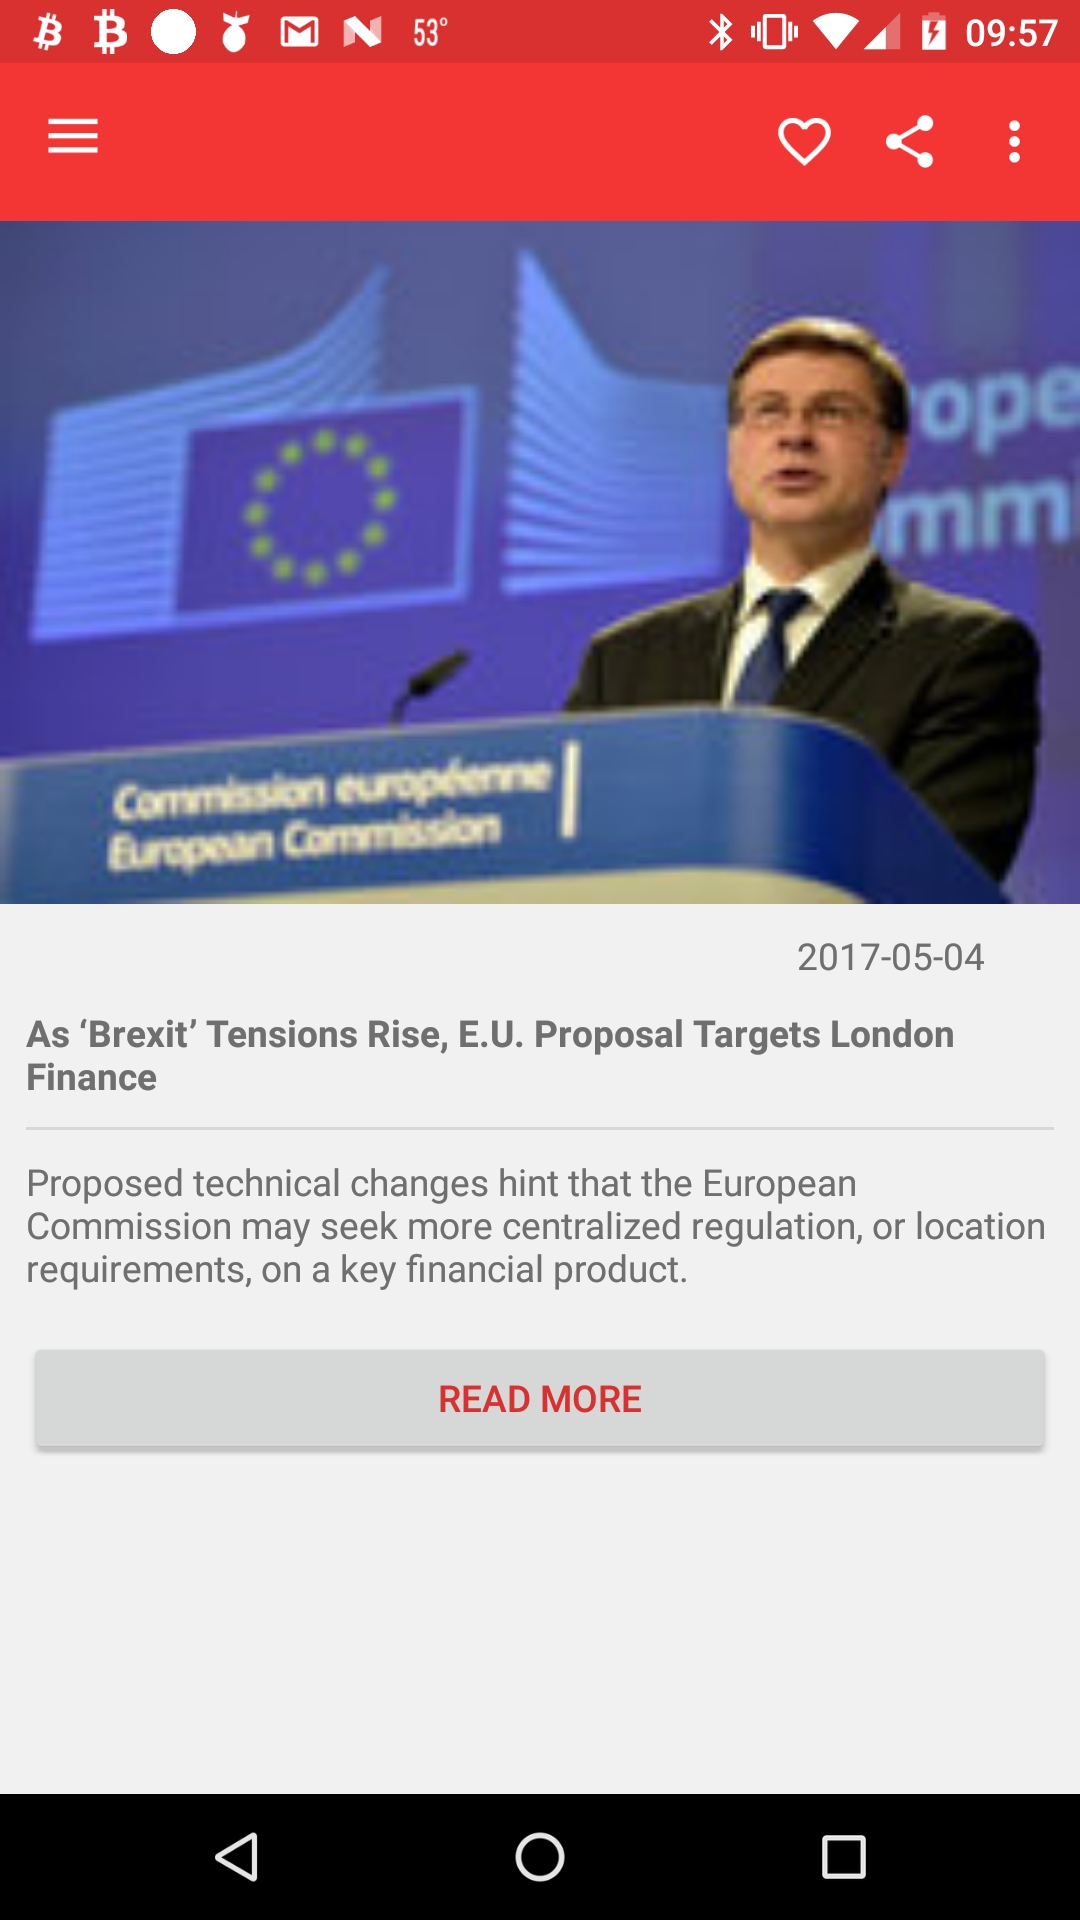 53°
09:57
rope
mmi
Commission européenne
European Commission
2017-05-04
As ‘Brexit’ Tensions Rise, E.U. Proposal Targets London
Finance
Proposed technical changes hint that the European
Commission may seek more centralized regulation, or location
requirements, on a key financial product.
READ MORE